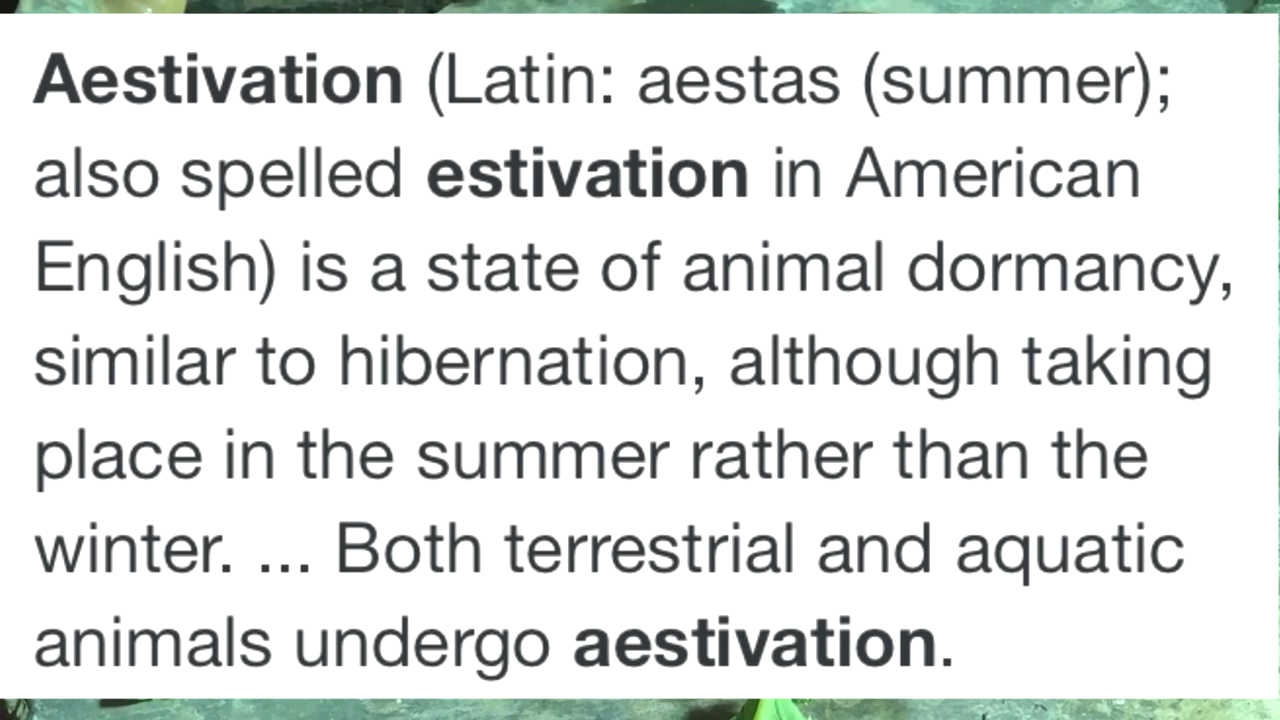 Aestivation (Latin: aestas (summer);
also spelled estivation in American
English) is a state of animal dormancy,
similar to hibernation, although taking
place in the summer rather than the
winter. ... Both terrestrial and aquatic
animals undergo aestivation.